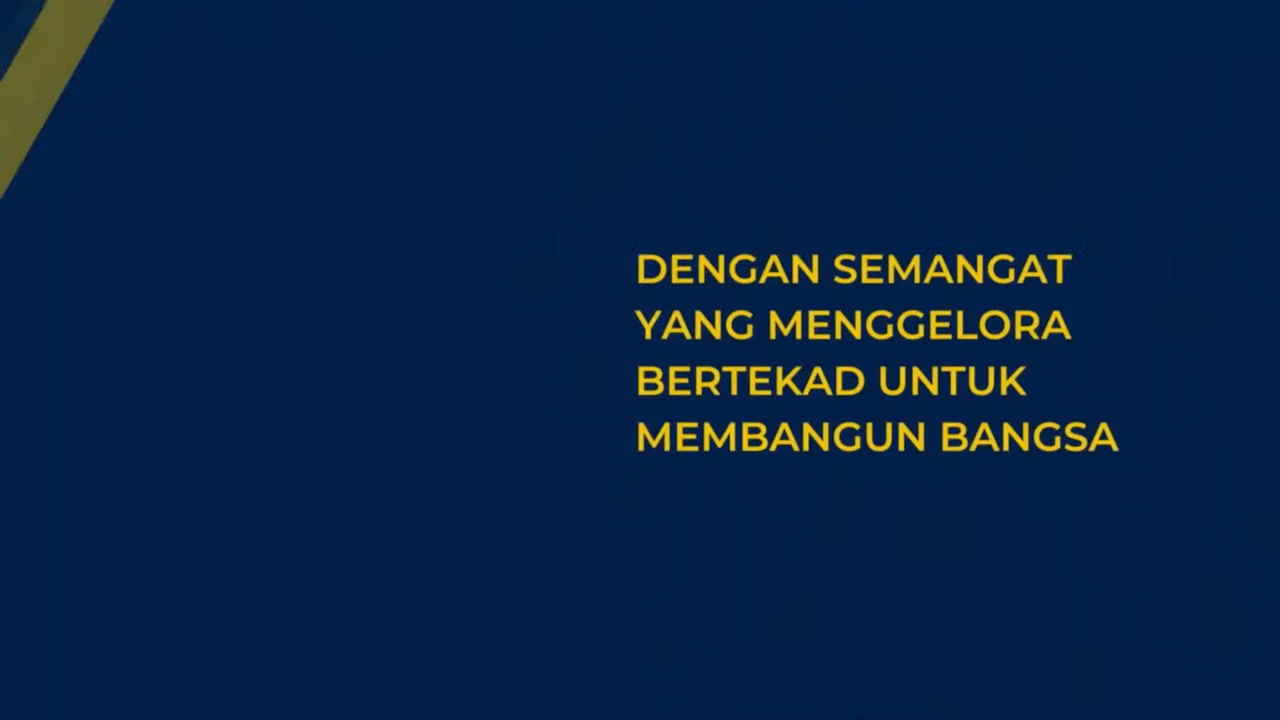 DENGAN SEMANGAT
YANG MENGGELORA
BERTEKAD UNTUK
MEMBANGUN BANGSA